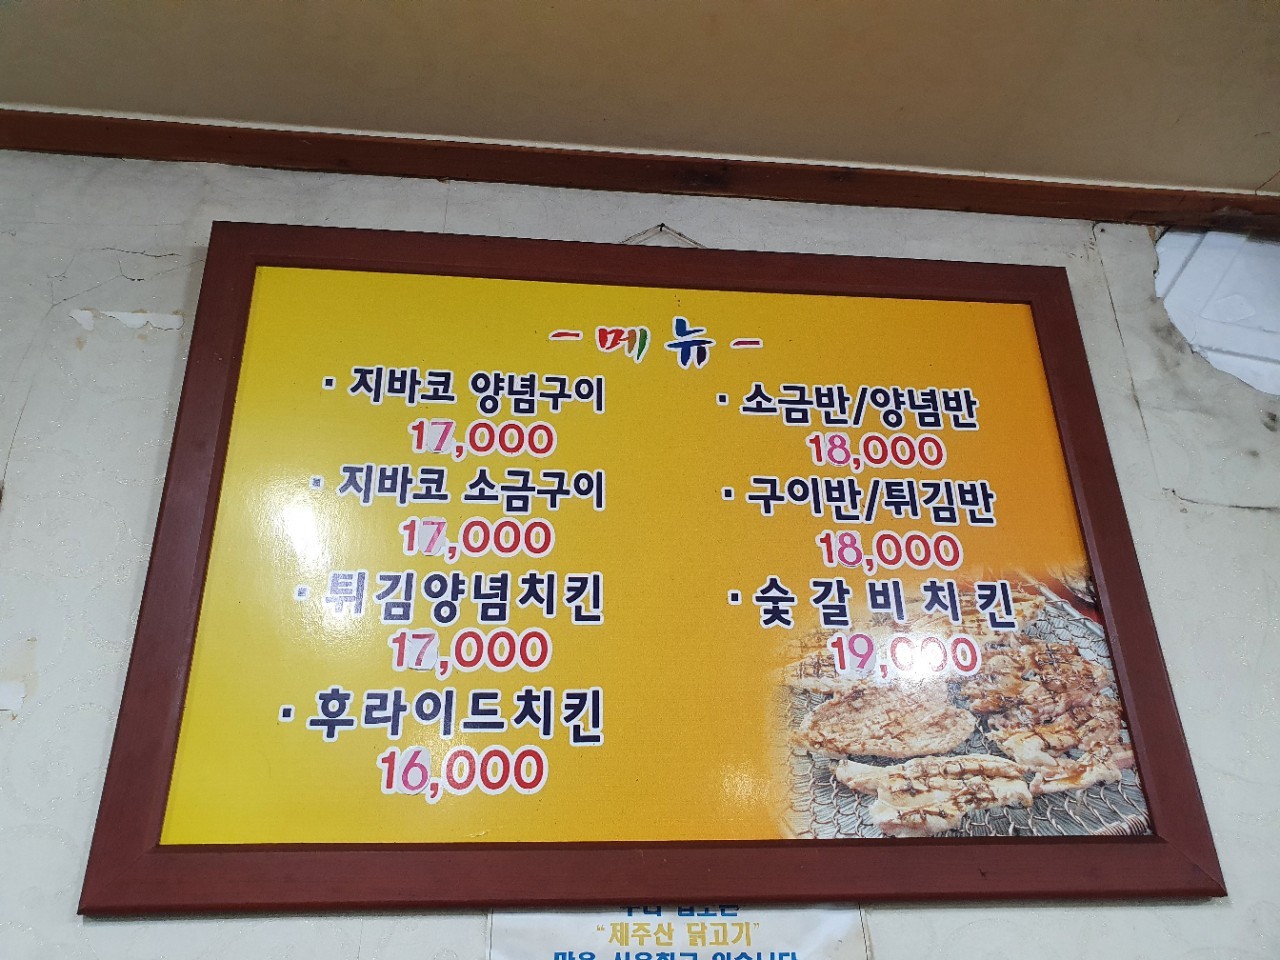 - 메뉴 -
· 지바코 양념구이
17,000
· 지바코 소금구이
17,000
· 튀김양념치킨
17,000
· 후라이드치킨
16,000
· 소금반/양념반
18,000
· 구이반/튀김반
18,000
· 숯갈비치킨
19,000
"제주산 닭고기"